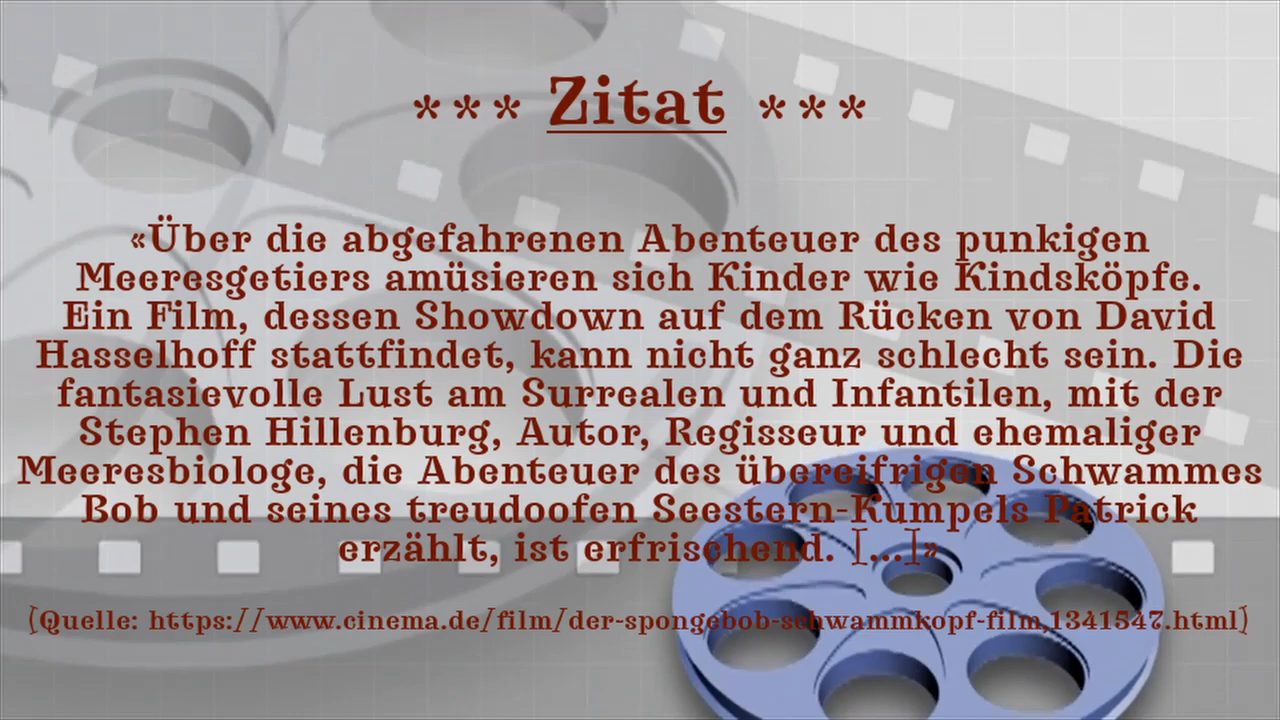 *** Zitat ***
«Über die abgefahrenen Abenteuer des punkigen
Meeresgetiers amüsieren sich Kinder wie Kindsköpfe.
Ein Film, dessen Showdown auf dem Rücken von David
Hasselhoff stattfindet, kann nicht ganz schlecht sein. Die
fantasievolle Lust am Surrealen und Infantilen, mit der
Stephen Hillenburg, Autor, Regisseur und ehemaliger
Meeresbiologe, die Abenteuer des übereifrigen Schwammes
Bob und seines treudoofen Seestern-Kumpels Patrick
erzählt, ist erfrischend. [...]»
(Quelle: https://www.cinema.de/film/der-spongebob-schwammkopf-film,1341547.html)